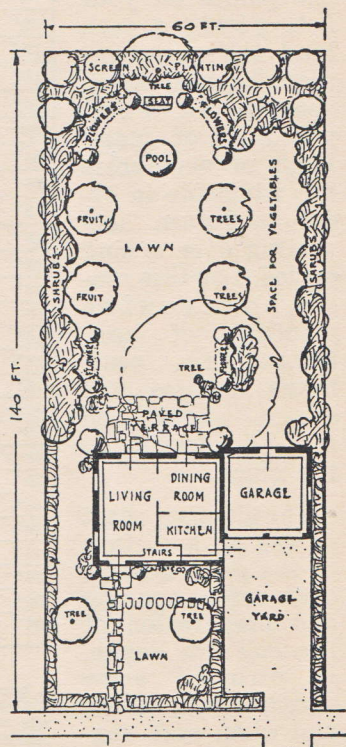 60 FT.
SCREEN PLANTING
TREE
SEAT
FLOWERS
FLOWERS
POOL
FRUIT
TREES
LAWN
SPACE FOR VEGETABLES
SHRUBS
SHRUBS
FRUIT
TREES
FLOWERS
FLOWERS
TREE
140 FT.
PAVED
TERRACE
LIVING
ROOM
DINING
ROOM
KITCHEN
STAIRS
GARAGE
GARAGE
YARD
TREE
TREE
LAWN